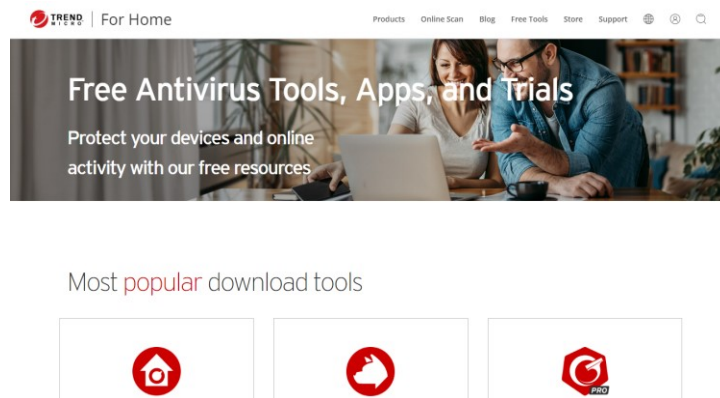 TREND
MICRO
For Home
Products
Online Scan
Blog
Free Tools
Store
Support
Free Antivirus Tools, Apps, and Trials
Protect your devices and online
activity with our free resources
Most popular download tools
PRO